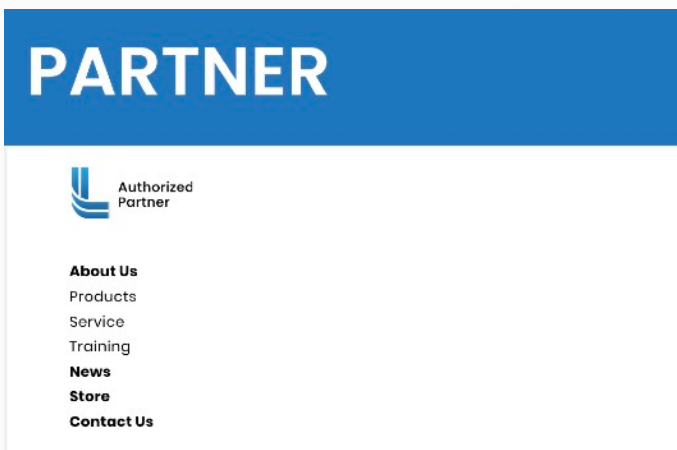 PARTNER
Authorized
Partner
About Us
Products
Service
Training
News
Store
Contact Us